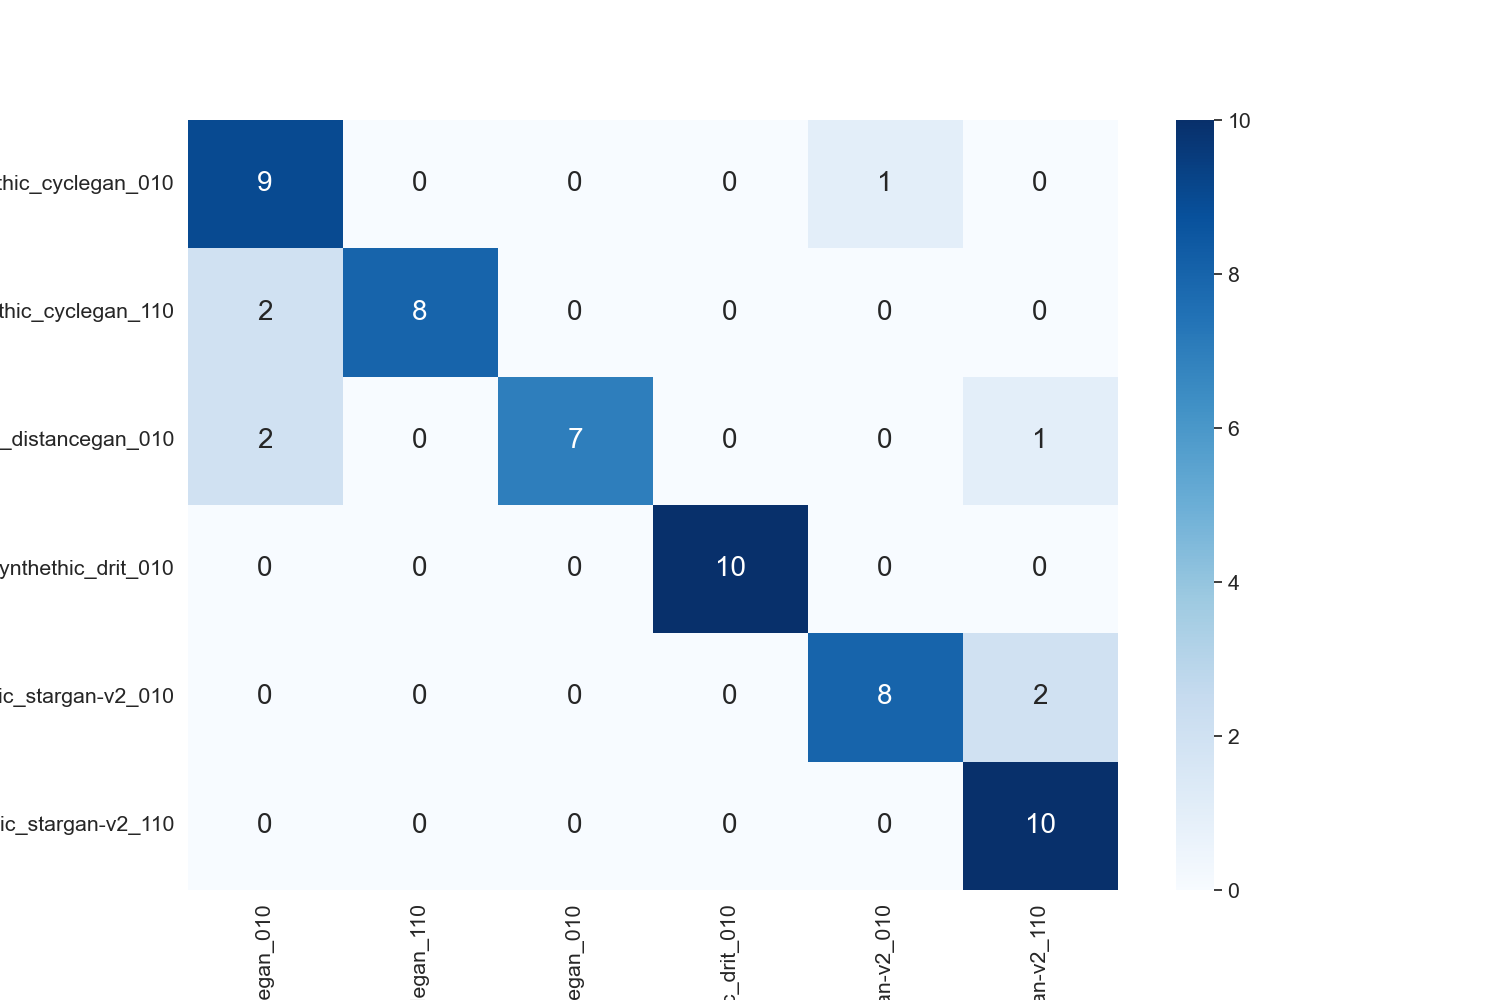 10
thic_cyclegan_010 9 0 0 0 1 0
8
thic_cyclegan_110 2 8 0 0 0 0
6
_distancegan_010 2 0 7 0 0 1
4
ynthethic_drit_010 0 0 0 10 0 0
ic_stargan-v2_010 0 0 0 0 8 2
2
ic_stargan-v2_110 0 0 0 0 0 10
0
egan_010 egan_110 egan_010 c_drit_010 an-v2_010 an-v2_110